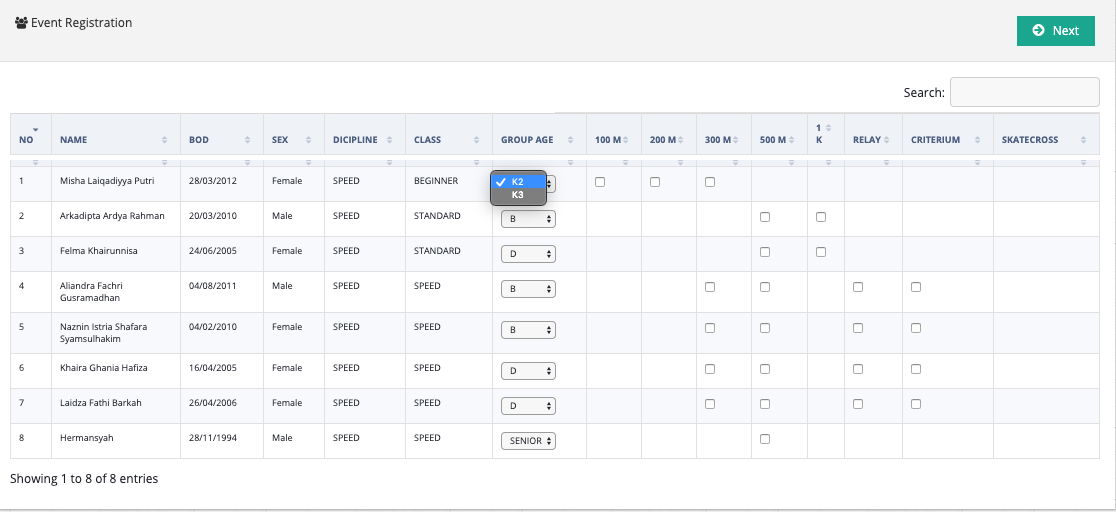 Event Registration
Next
Search:
NO NAME BOD SEX DICIPLINE CLASS GROUP AGE 100 M 200 M 300 M 500 M 1 K RELAY CRITERIUM SKATECROSS
1 Misha Laiqadiyya Putri 28/03/2012 Female SPEED BEGINNER K2
K3
2 Arkadipta Ardya Rahman 20/03/2010 Male SPEED STANDARD B
3 Felma Khairunnisa 24/06/2005 Female SPEED STANDARD D
4 Aliandra Fachri Gusramadhan 04/08/2011 Male SPEED SPEED B
5 Naznin Istria Shafara Syamsulhakim 04/02/2010 Female SPEED SPEED B
6 Khaira Ghania Hafiza 16/04/2005 Female SPEED SPEED D
7 Laidza Fathi Barkah 26/04/2006 Female SPEED SPEED D
8 Hermansyah 28/11/1994 Male SPEED SPEED SENIOR
Showing 1 to 8 of 8 entries